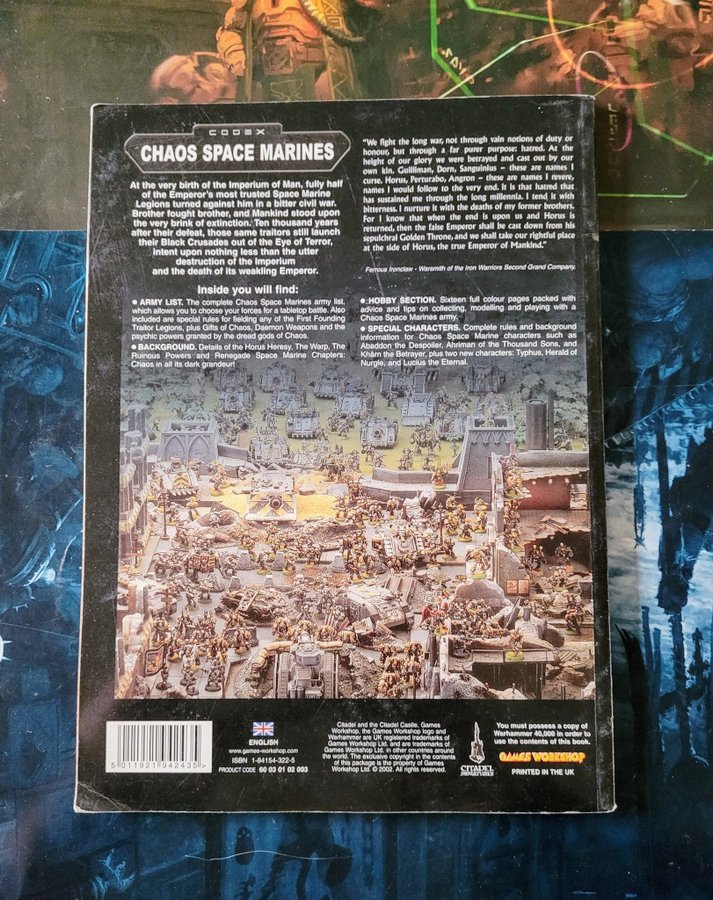 CODEX
CHAOS SPACE MARINES
At the very birth of the Imperium of Man, fully half
of the Emperor's most trusted Space Marine
Legions turned against him in a bitter civil war.
Brother fought brother, and Mankind stood upon
the very brink of extinction. Ten thousand years
after their defeat, those same traitors still launch
their Black Crusades out of the Eye of Terror,
intent upon nothing less than the utter
destruction of the Imperium
and the death of its weakling Emperor.
"We fight the long war, not through vain notions of duty or
honour, but through a far purer purpose: hatred. At the
height of our glory we were betrayed and cast out by our
own kin. Guilliman, Dorn, Sanguinius – these are names I
curse. Horus, Perturabo, Angron – these are names I revere,
names I would follow to the very end. It is that hatred that
has sustained me through the long millennia. I tend it with
bitterness, I nurture it with the deaths of my former brothers.
For I know that when the end is upon us and Horus is
returned, then the false Emperor shall be cast down from his
sepulchral Golden Throne, and we shall take our rightful place
at the side of Horus, the true Emperor of Mankind."
Ferrous Ironclaw - Warsmith of the Iron Warriors Second Grand Company.
Inside you will find:
● ARMY LIST. The complete Chaos Space Marines army list,
which allows you to choose your forces for a tabletop battle. Also
included are special rules for fielding any of the First Founding
Traitor Legions, plus Gifts of Chaos, Daemon Weapons and the
psychic powers granted by the dread gods of Chaos.
● BACKGROUND. Details of the Horus Heresy, The Warp, The
Ruinous Powers and Renegade Space Marine Chapters:
Chaos in all its dark grandeur!
● HOBBY SECTION. Sixteen full colour pages packed with
advice and tips on collecting, modelling and playing with a
Chaos Space Marines army.
● SPECIAL CHARACTERS. Complete rules and background
information for Chaos Space Marine characters such as
Abaddon the Despoiler, Ahriman of the Thousand Sons, and
Khârn the Betrayer, plus two new characters: Typhus, Herald of
Nurgle, and Lucius the Eternal.
5 011921 942435 >
ENGLISH
www.games-workshop.com
ISBN 1-84154-322-5
PRODUCT CODE 60 03 01 02 003
Citadel and the Citadel Castle, Games
Workshop, the Games Workshop logo and
Warhammer are UK registered trademarks of
Games Workshop Ltd. and are trademarks of
Games Workshop Ltd. in other countries around
the world. The exclusive copyright in the contents
of this package is the property of Games
Workshop Ltd. © 2002. All rights reserved.
CITADEL
MINIATURES
You must possess a copy of
Warhammer 40,000 in order to
use the contents of this book.
GAMES WORKSHOP
PRINTED IN THE UK